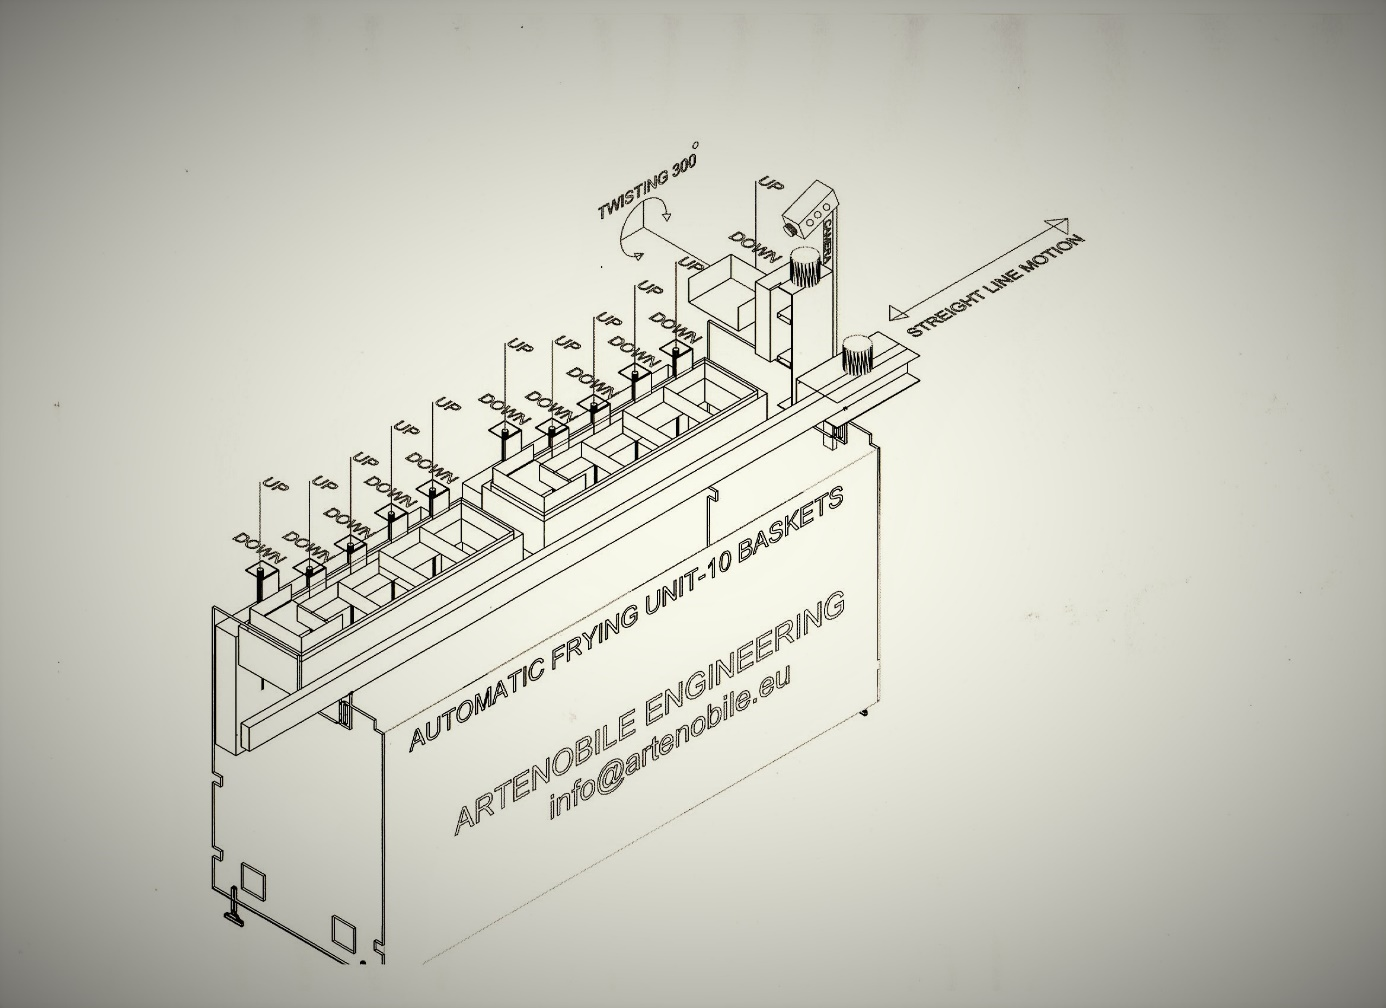 TWISTING 300°
UP
CAMERA
DOWN
STREIGHT LINE MOTION
UP
UP
UP
DOWN
UP
UP
DOWN
DOWN
UP
DOWN
DOWN
UP
DOWN
UP
DOWN
UP
UP
DOWN
DOWN
DOWN
DOWN
AUTOMATIC FRYING UNIT-10 BASKETS
ARTENOBILE ENGINEERING
info@artenobile.eu